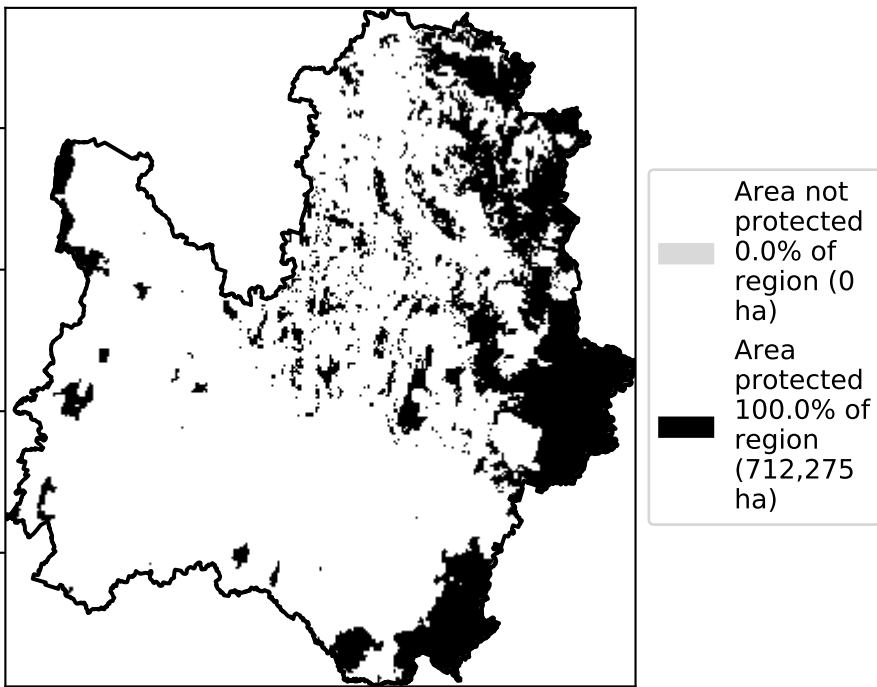 Area not
protected
0.0% of
region (0
ha)
Area
protected
100.0% of
region
(712,275
ha)